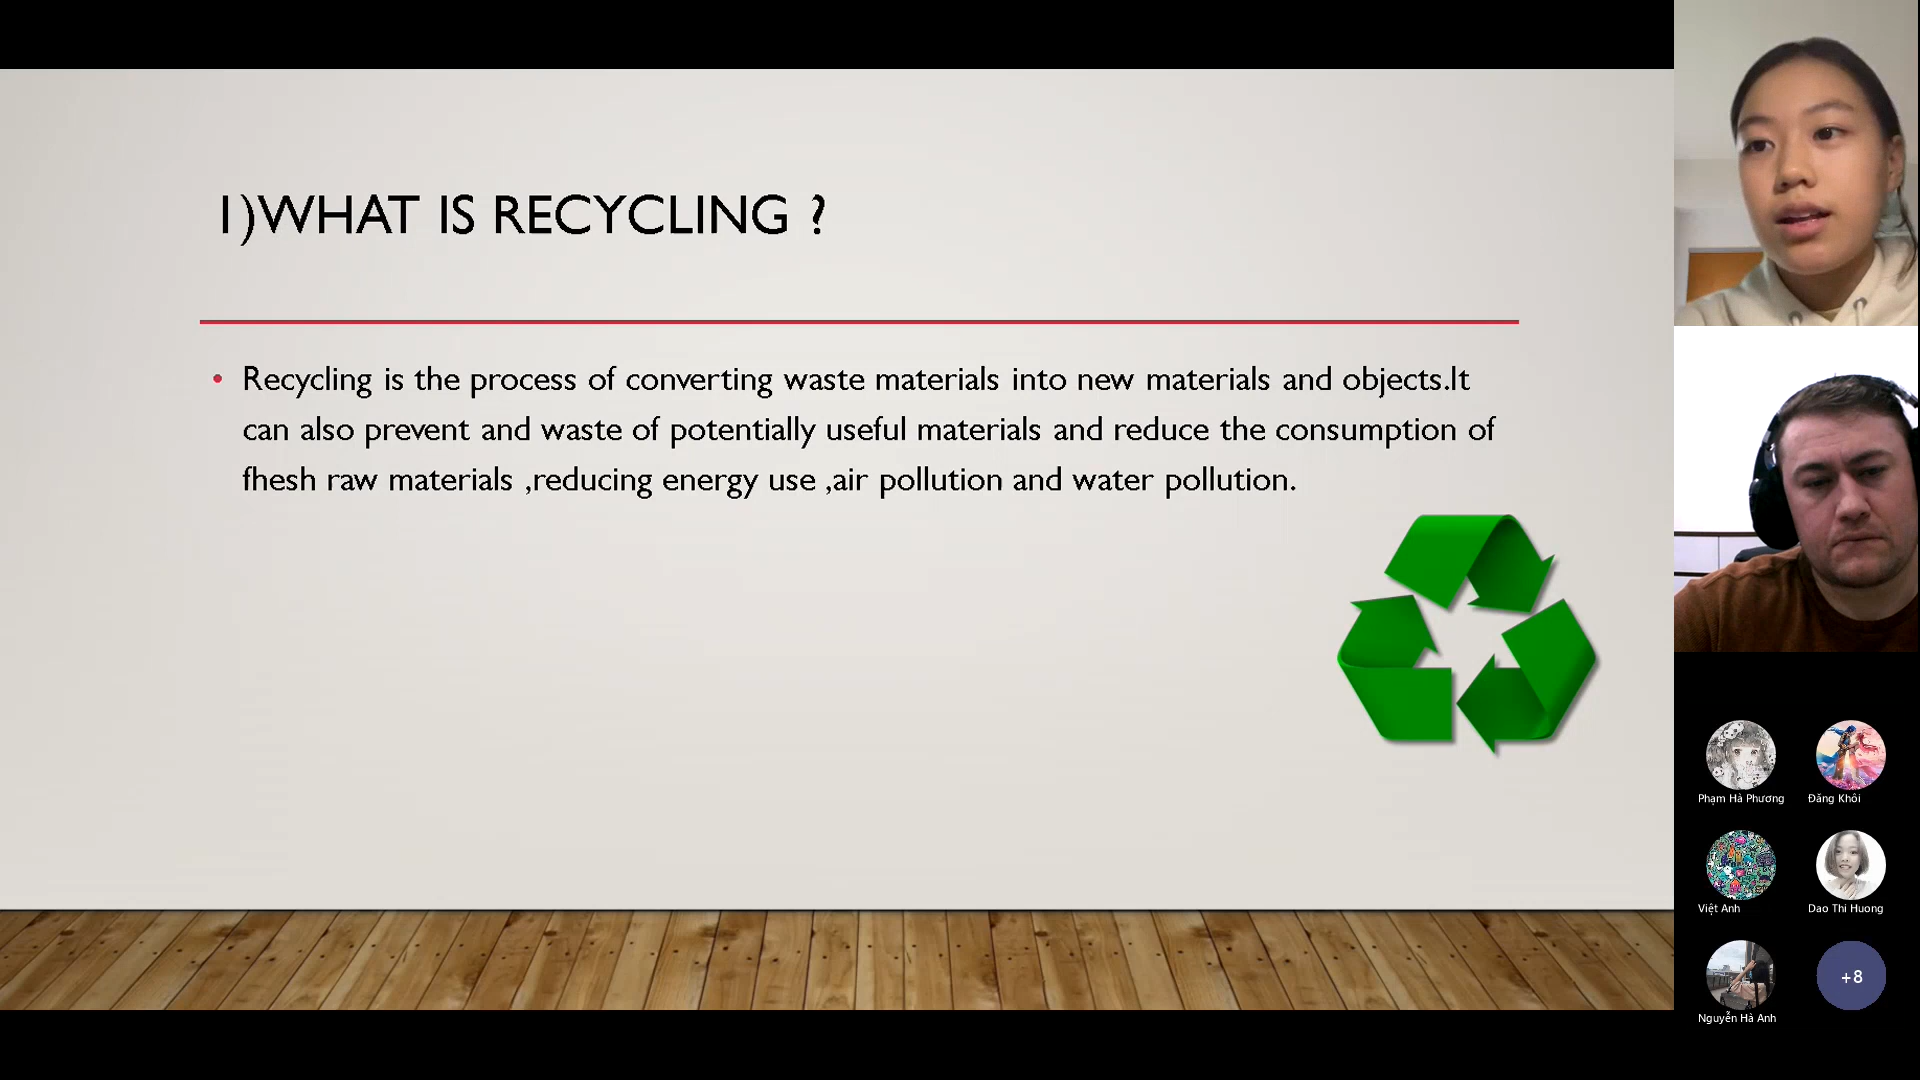 1)WHAT IS RECYCLING ?
• Recycling is the process of converting waste materials into new materials and objects.It
can also prevent and waste of potentially useful materials and reduce the consumption of
fhesh raw materials ,reducing energy use ,air pollution and water pollution.
Phạm Hà Phương
Đăng Khôi
Việt Anh
Dao Thi Huong
Nguyễn Hà Anh
+8